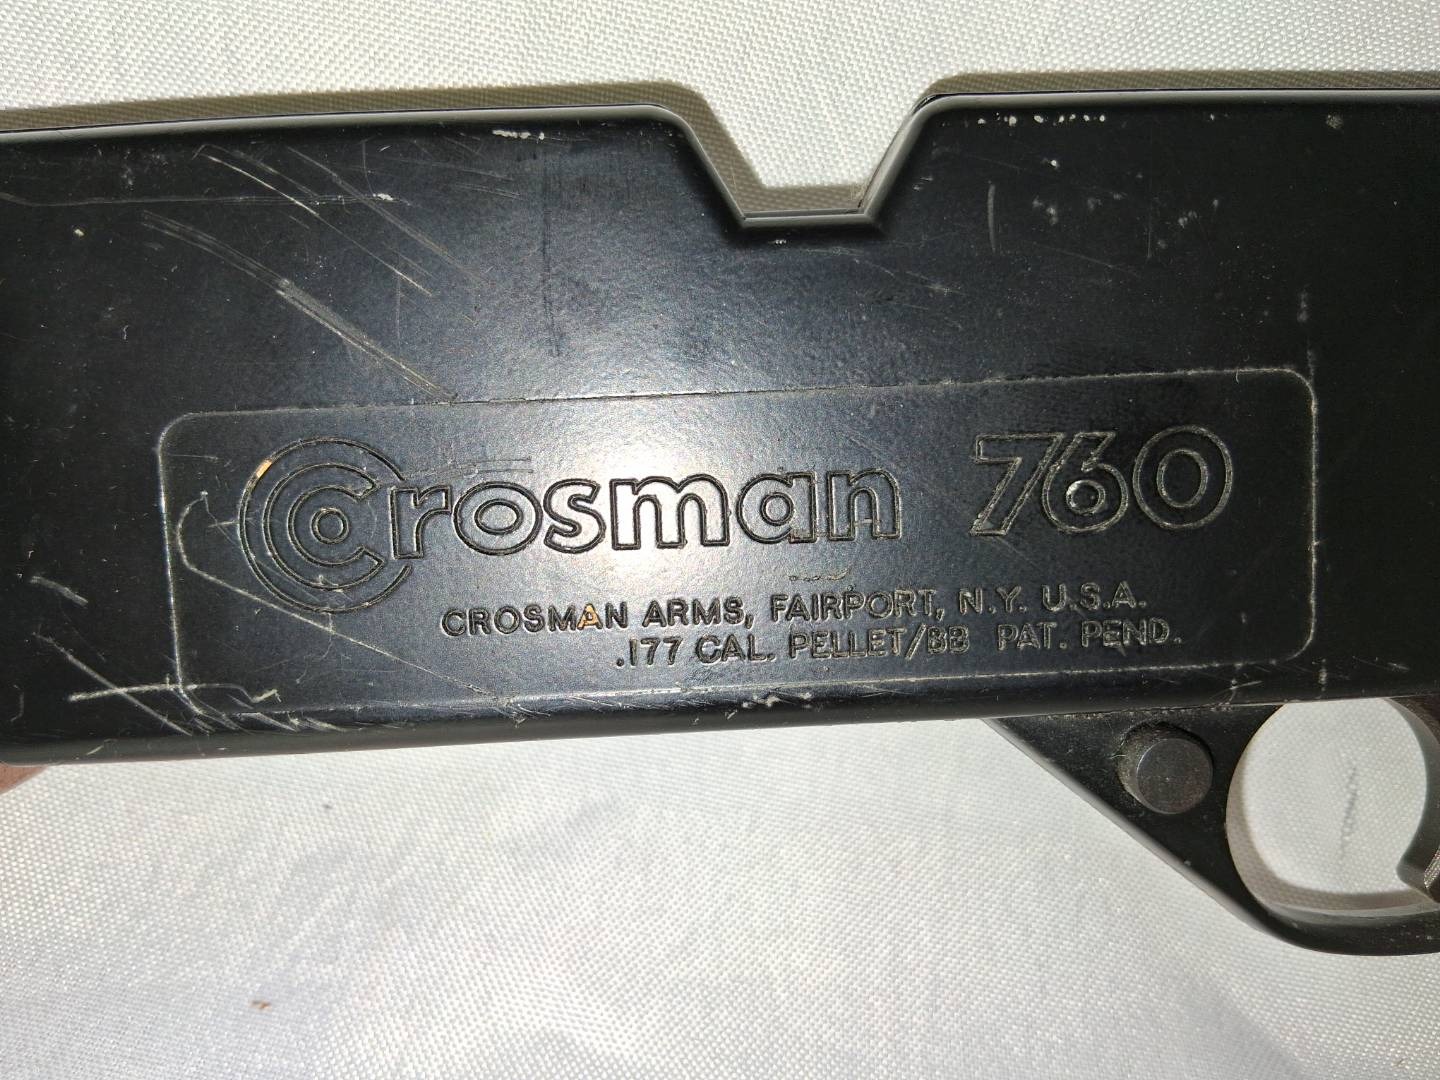 Crosman 760
CROSMAN ARMS, FAIRPORT, N.Y. U.S.A.
.177 CAL. PELLET/BB PAT. PEND.